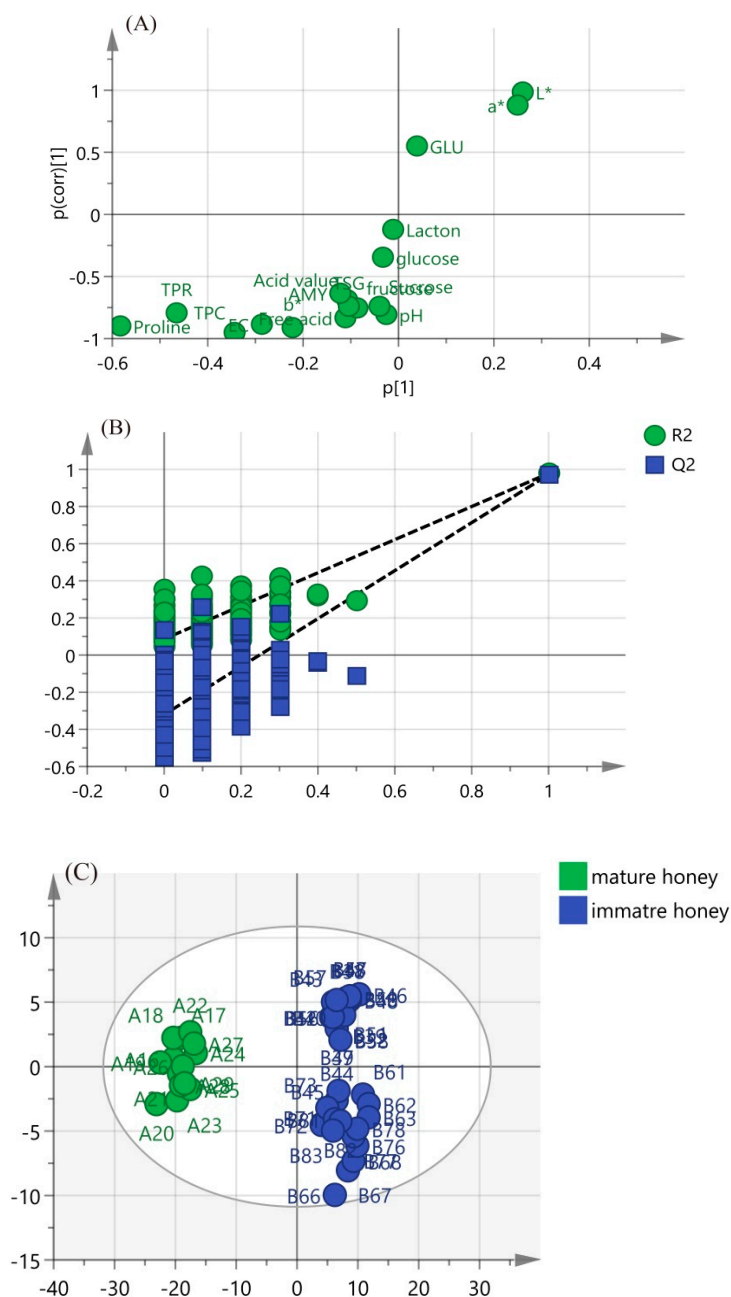 (A)
1
L*
a*
0.5
GLU
p(corr)[1]
0
Lacton
glucose
-0.5
Acid value TSG fructose Sucrose
TPR
AMY
b*
TPC
Proline
EC
Free acid
pH
-1
-0.6 -0.4 -0.2 0 0.2 0.4
p[1]
(B)
R2
Q2
1
0.8
0.6
0.4
0.2
0
-0.2
-0.4
-0.6
-0.2 0 0.2 0.4 0.6 0.8 1
(C)
mature honey
immatre honey
10
B57
B46
5
A22
A18 A17
A27
A24
0
B44
B61
B73
B45
B62
A25
B63
B72
B78
-5
A20
A23
B76
B83
B68
B66
B67
-10
-15
-40 -30 -20 -10 0 10 20 30